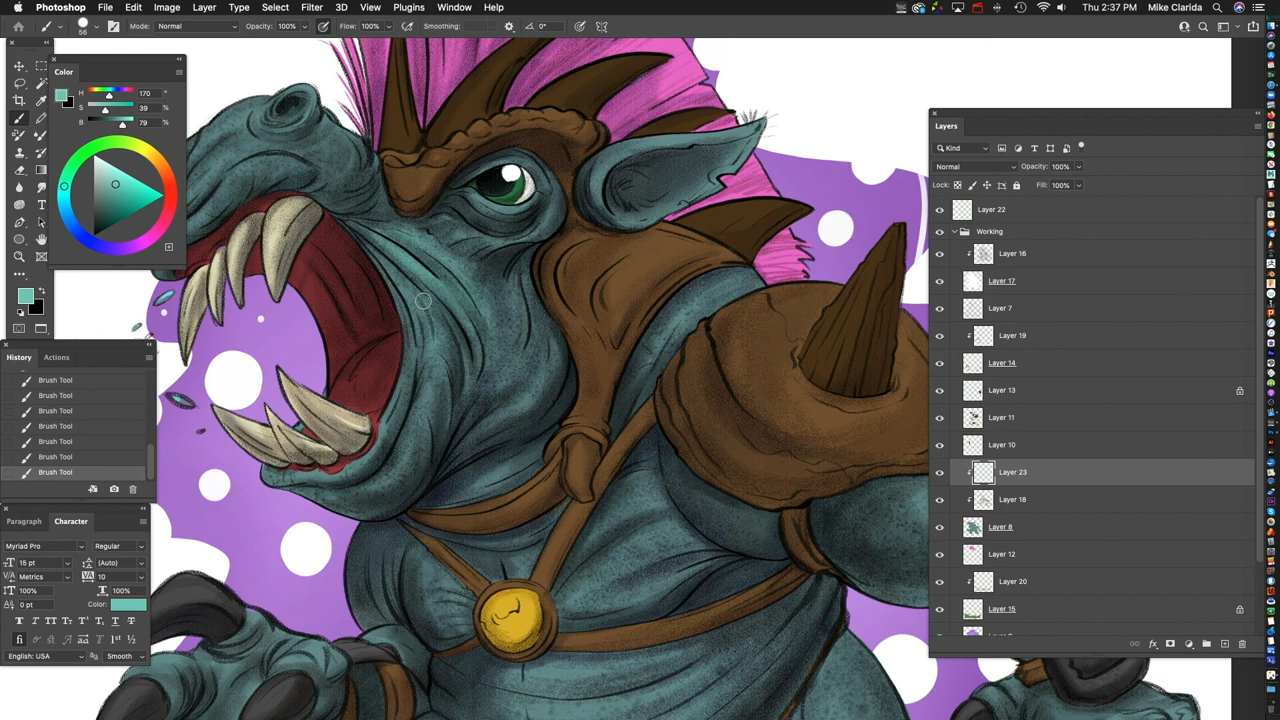 Photoshop File Edit Image Layer Type Select Filter 3D View Plugins Window Help Thu 2:37 PM Mike Clarida
56 Mode: Normal Opacity: 100% Flow: 100% Smoothing: 0°
Color
H 170 °
S 39 %
B 79 %
History Actions
Brush Tool
Brush Tool
Brush Tool
Brush Tool
Brush Tool
Brush Tool
Brush Tool
Paragraph Character
Myriad Pro Regular
15 pt (Auto)
Metrics 10
100% 100%
0 pt Color:
English: USA Smooth
Layers
Kind
Normal Opacity: 100%
Lock: Fill: 100%
Layer 22
Working
Layer 16
Layer 17
Layer 7
Layer 19
Layer 14
Layer 13
Layer 11
Layer 10
Layer 23
Layer 18
Layer 8
Layer 12
Layer 20
Layer 15